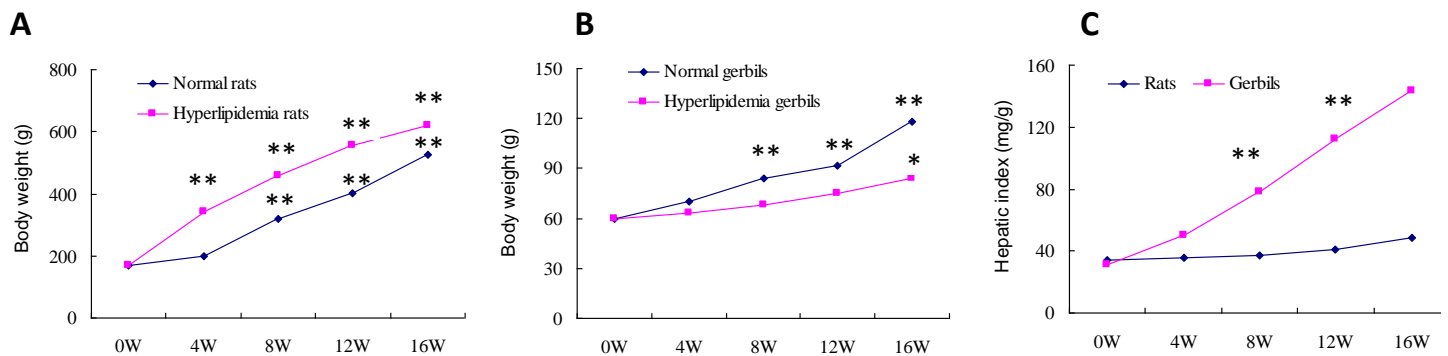 A
B
C
Body weight (g)
800
600
400
200
0
Normal rats
Hyperlipidemia rats
**
**
**
**
**
**
**
0W
4W
8W
12W
16W
Body weight (g)
150
120
90
60
30
0
Normal gerbils
Hyperlipidemia gerbils
**
**
**
*
0W
4W
8W
12W
16W
Hepatic index (mg/g)
160
120
80
40
0
Rats
Gerbils
**
**
0W
4W
8W
12W
16W